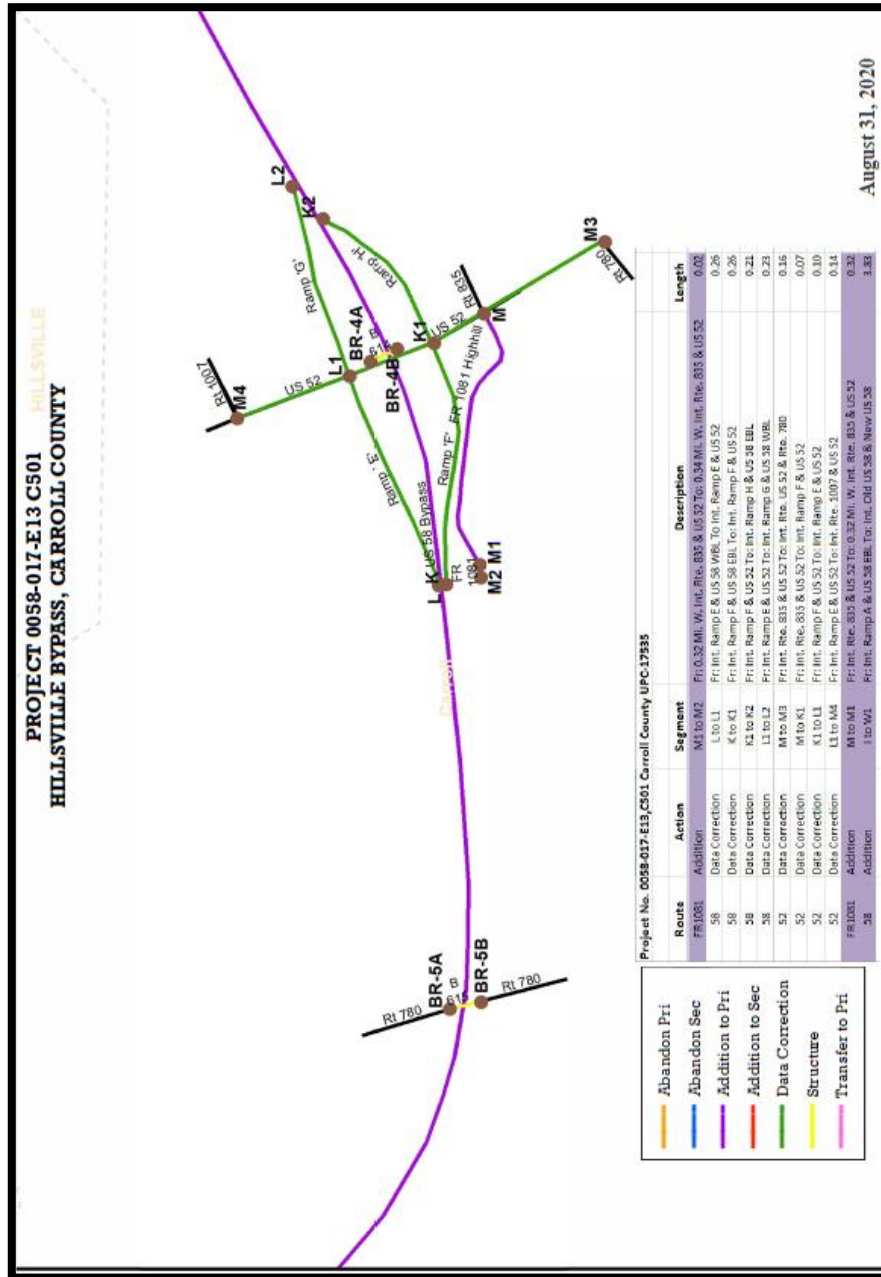 PROJECT 0058-017-E13 C501
HILLSVILLE BYPASS, CARROLL COUNTY
HILLSVILLE
Carroll
L2
K2
Ramp 'G'
Ramp 'H'
M3
Rt 780
Rt 835
M
K1
US 52
BR-4A
B
614
BR-4B
L1
US 52
M4
Rt 1007
Ramp 'E'
US 58 Bypass
Ramp 'F'
FR 1081 Highhill
L
K
FR
1081
M2 M1
BR-5A
B
615
BR-5B
Rt 780
Rt 780
Abandon Pri
Abandon Sec
Addition to Pri
Addition to Sec
Data Correction
Structure
Transfer to Pri
Project No. 0058-017-E13,C501 Carroll County UPC-17535
Route Action Segment Description Length
FR1081 Addition M1 to M2 Fr: 0.32 Mi. W. Int. Rte. 835 & US 52 To: 0.34 Mi. W. Int. Rte. 835 & US 52 0.02
58 Data Correction L to L1 Fr: Int. Ramp E & US 58 WBL To Int. Ramp E & US 52 0.26
58 Data Correction K to K1 Fr: Int. Ramp F & US 58 EBL To: Int. Ramp F & US 52 0.26
58 Data Correction K1 to K2 Fr: Int. Ramp F & US 52 To: Int. Ramp H & US 58 EBL 0.21
58 Data Correction L1 to L2 Fr: Int. Ramp E & US 52 To: Int. Ramp G & US 58 WBL 0.23
52 Data Correction M to M3 Fr: Int. Rte. 835 & US 52 To: Int. Rte. US 52 & Rte. 780 0.16
52 Data Correction M to K1 Fr: Int. Rte. 835 & US 52 To: Int. Ramp F & US 52 0.07
52 Data Correction K1 to L1 Fr: Int. Ramp F & US 52 To: Int. Ramp E & US 52 0.10
52 Data Correction L1 to M4 Fr: Int. Ramp E & US 52 To: Int. Rte. 1007 & US 52 0.14
FR1081 Addition M to M1 Fr: Int. Rte. 835 & US 52 To: 0.32 Mi. W. Int. Rte. 835 & US 52 0.32
58 Addition I to W1 Fr: Int. Ramp A & US 58 EBL To: Int. Old US 58 & New US 58 3.83
August 31, 2020